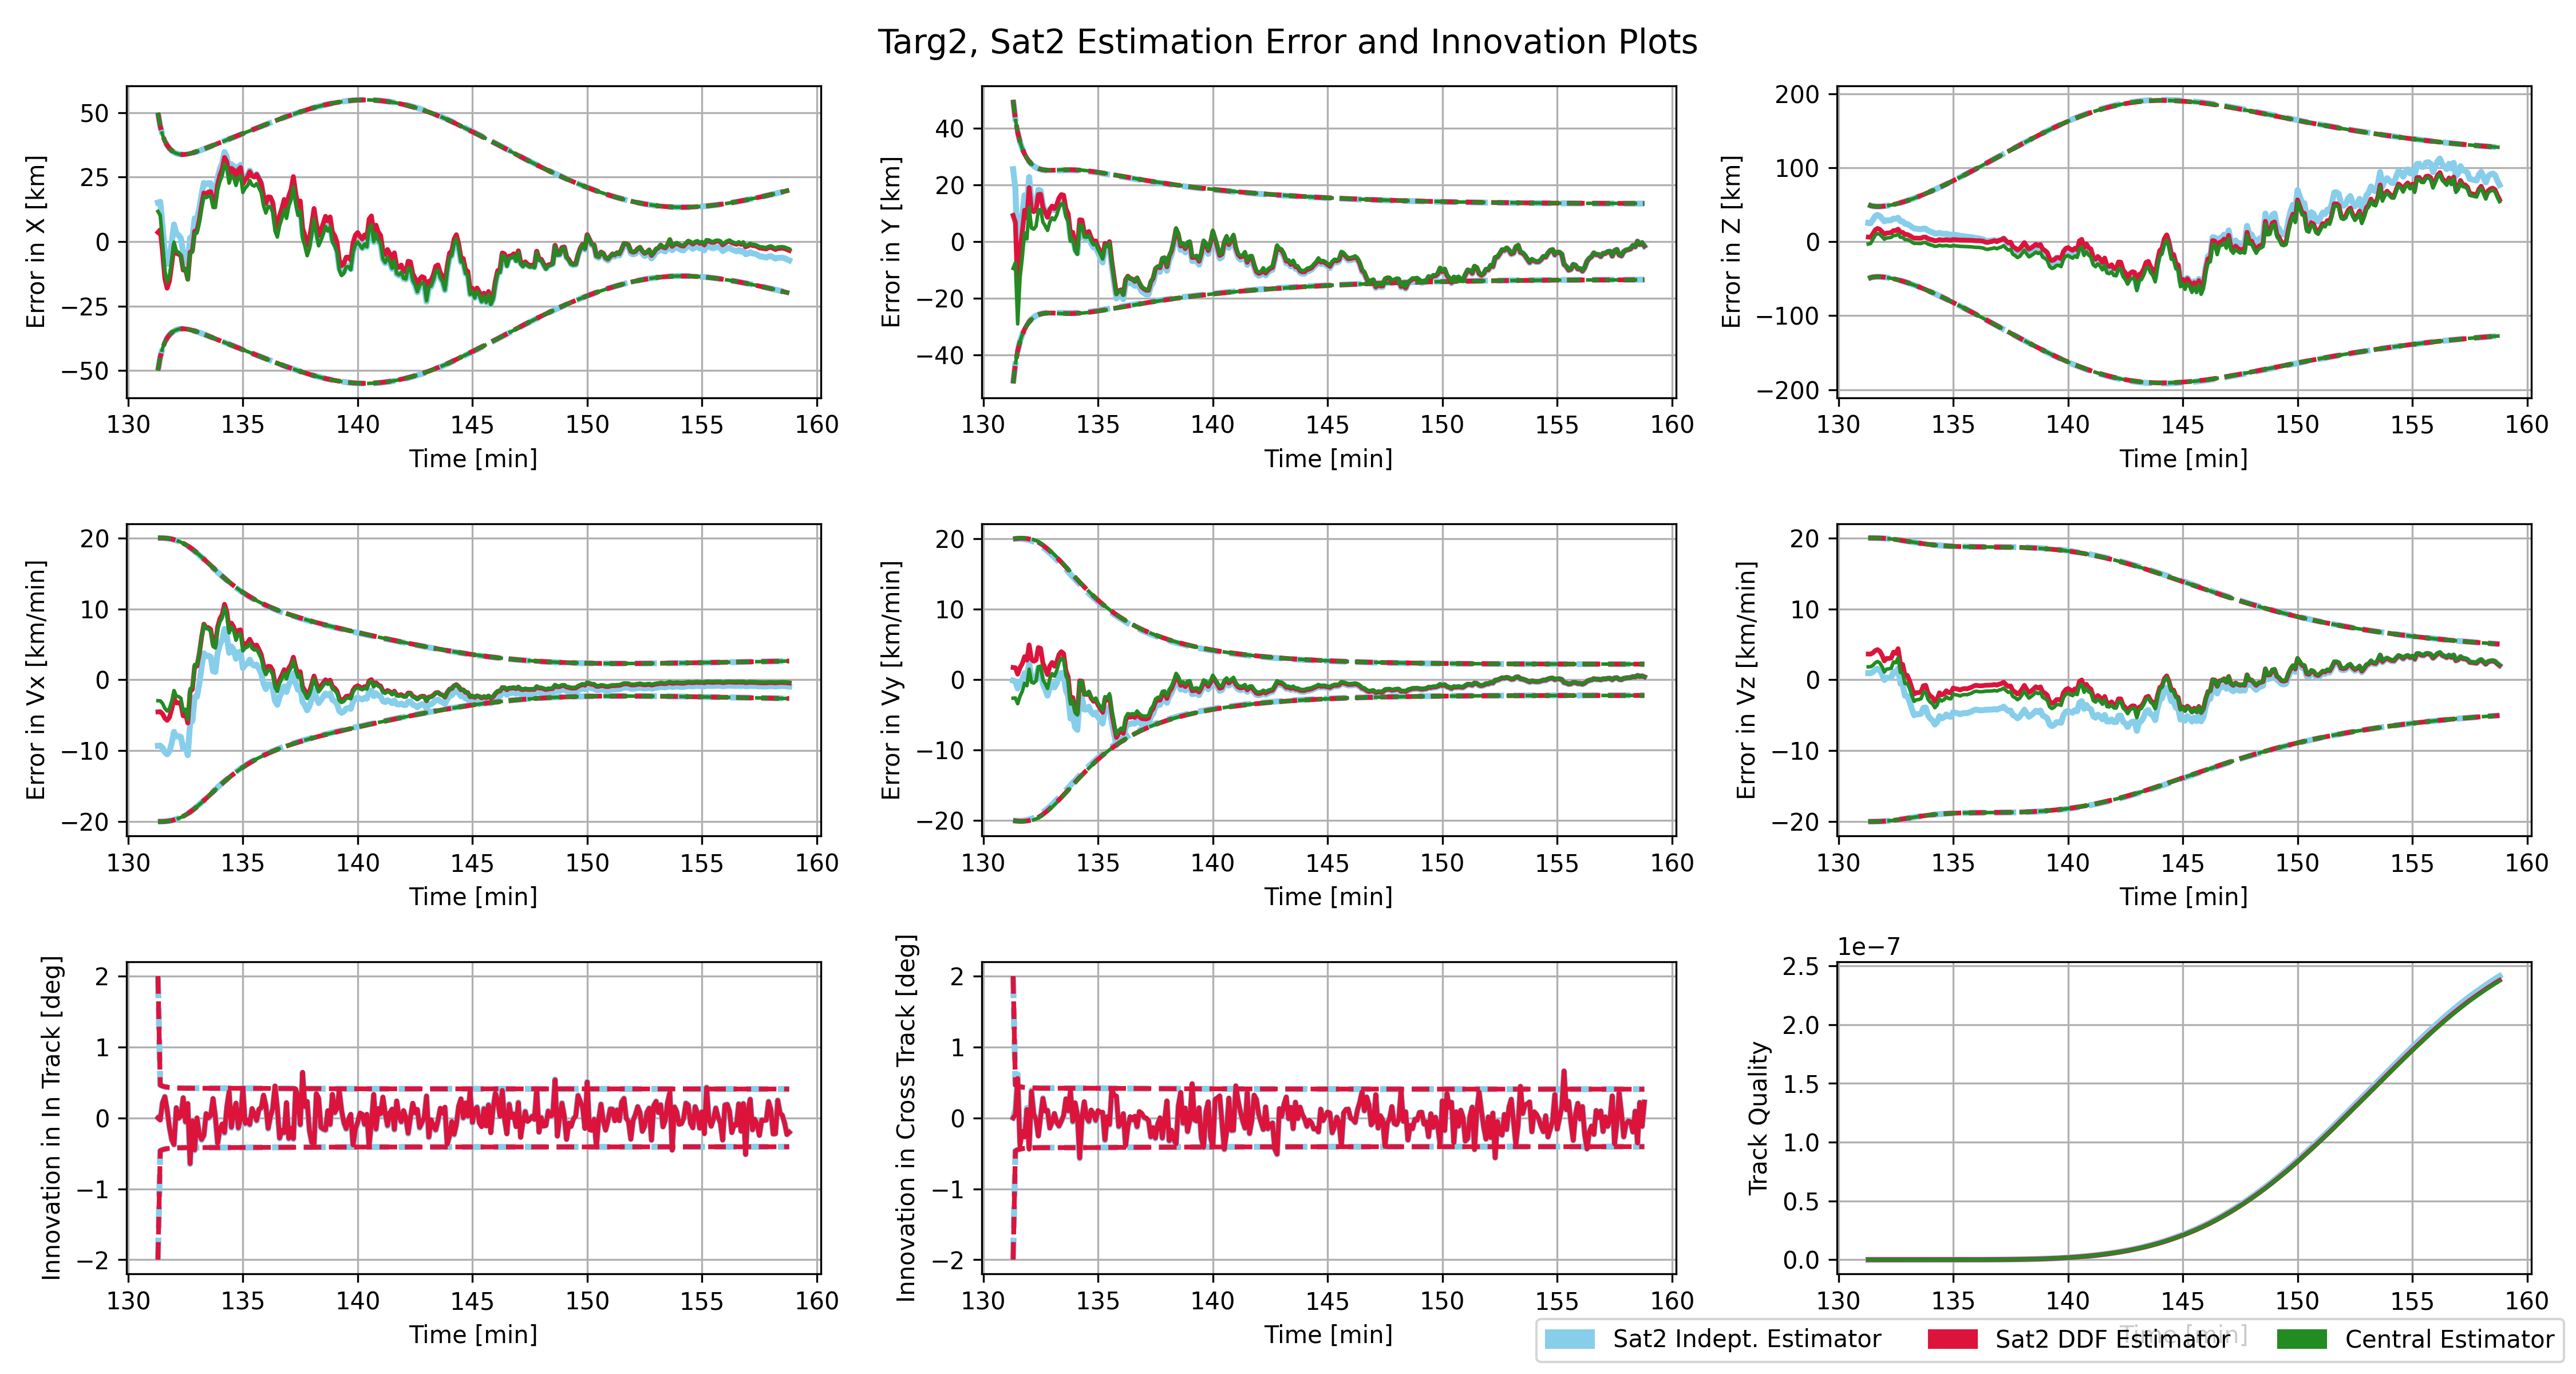 Targ2, Sat2 Estimation Error and Innovation Plots
Error in X [km]
50
25
0
−25
−50
130 135 140 145 150 155 160
Time [min]
Error in Y [km]
40
20
0
−20
−40
130 135 140 145 150 155 160
Time [min]
Error in Z [km]
200
100
0
−100
−200
130 135 140 145 150 155 160
Time [min]
Error in Vx [km/min]
20
10
0
−10
−20
130 135 140 145 150 155 160
Time [min]
Error in Vy [km/min]
20
10
0
−10
−20
130 135 140 145 150 155 160
Time [min]
Error in Vz [km/min]
20
10
0
−10
−20
130 135 140 145 150 155 160
Time [min]
Innovation in In Track [deg]
2
1
0
−1
−2
130 135 140 145 150 155 160
Time [min]
Innovation in Cross Track [deg]
2
1
0
−1
−2
130 135 140 145 150 155 160
Time [min]
1e−7
Track Quality
2.5
2.0
1.5
1.0
0.5
0.0
130 135 140 145 150 155 160
Time [min]
Sat2 Indept. Estimator Sat2 DDF Estimator Central Estimator